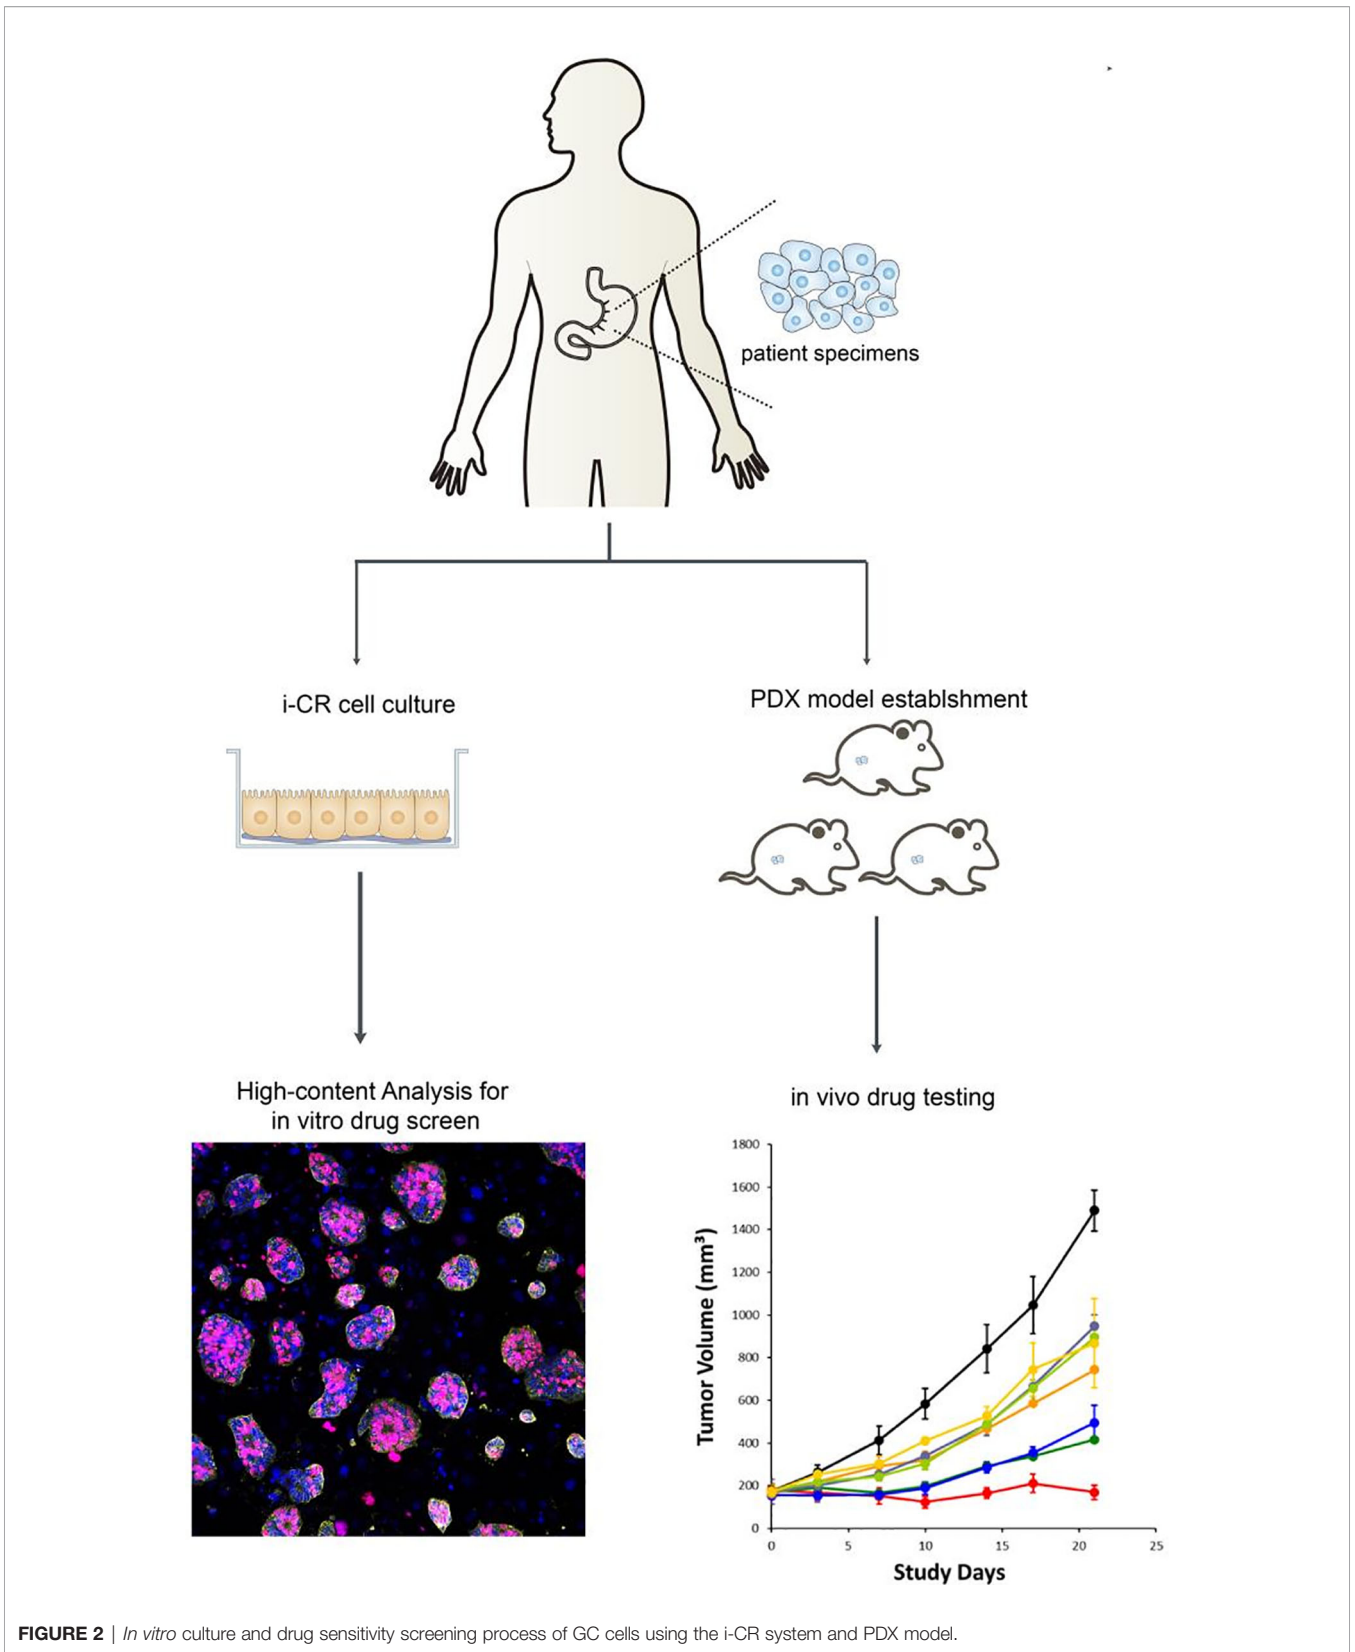 patient specimens
i-CR cell culture
PDX model establshment
High-content Analysis for
in vitro drug screen
in vivo drug testing
Tumor Volume (mm³)
1800
1600
1400
1200
1000
800
600
400
200
0
0 5 10 15 20 25
Study Days
FIGURE 2 | In vitro culture and drug sensitivity screening process of GC cells using the i-CR system and PDX model.